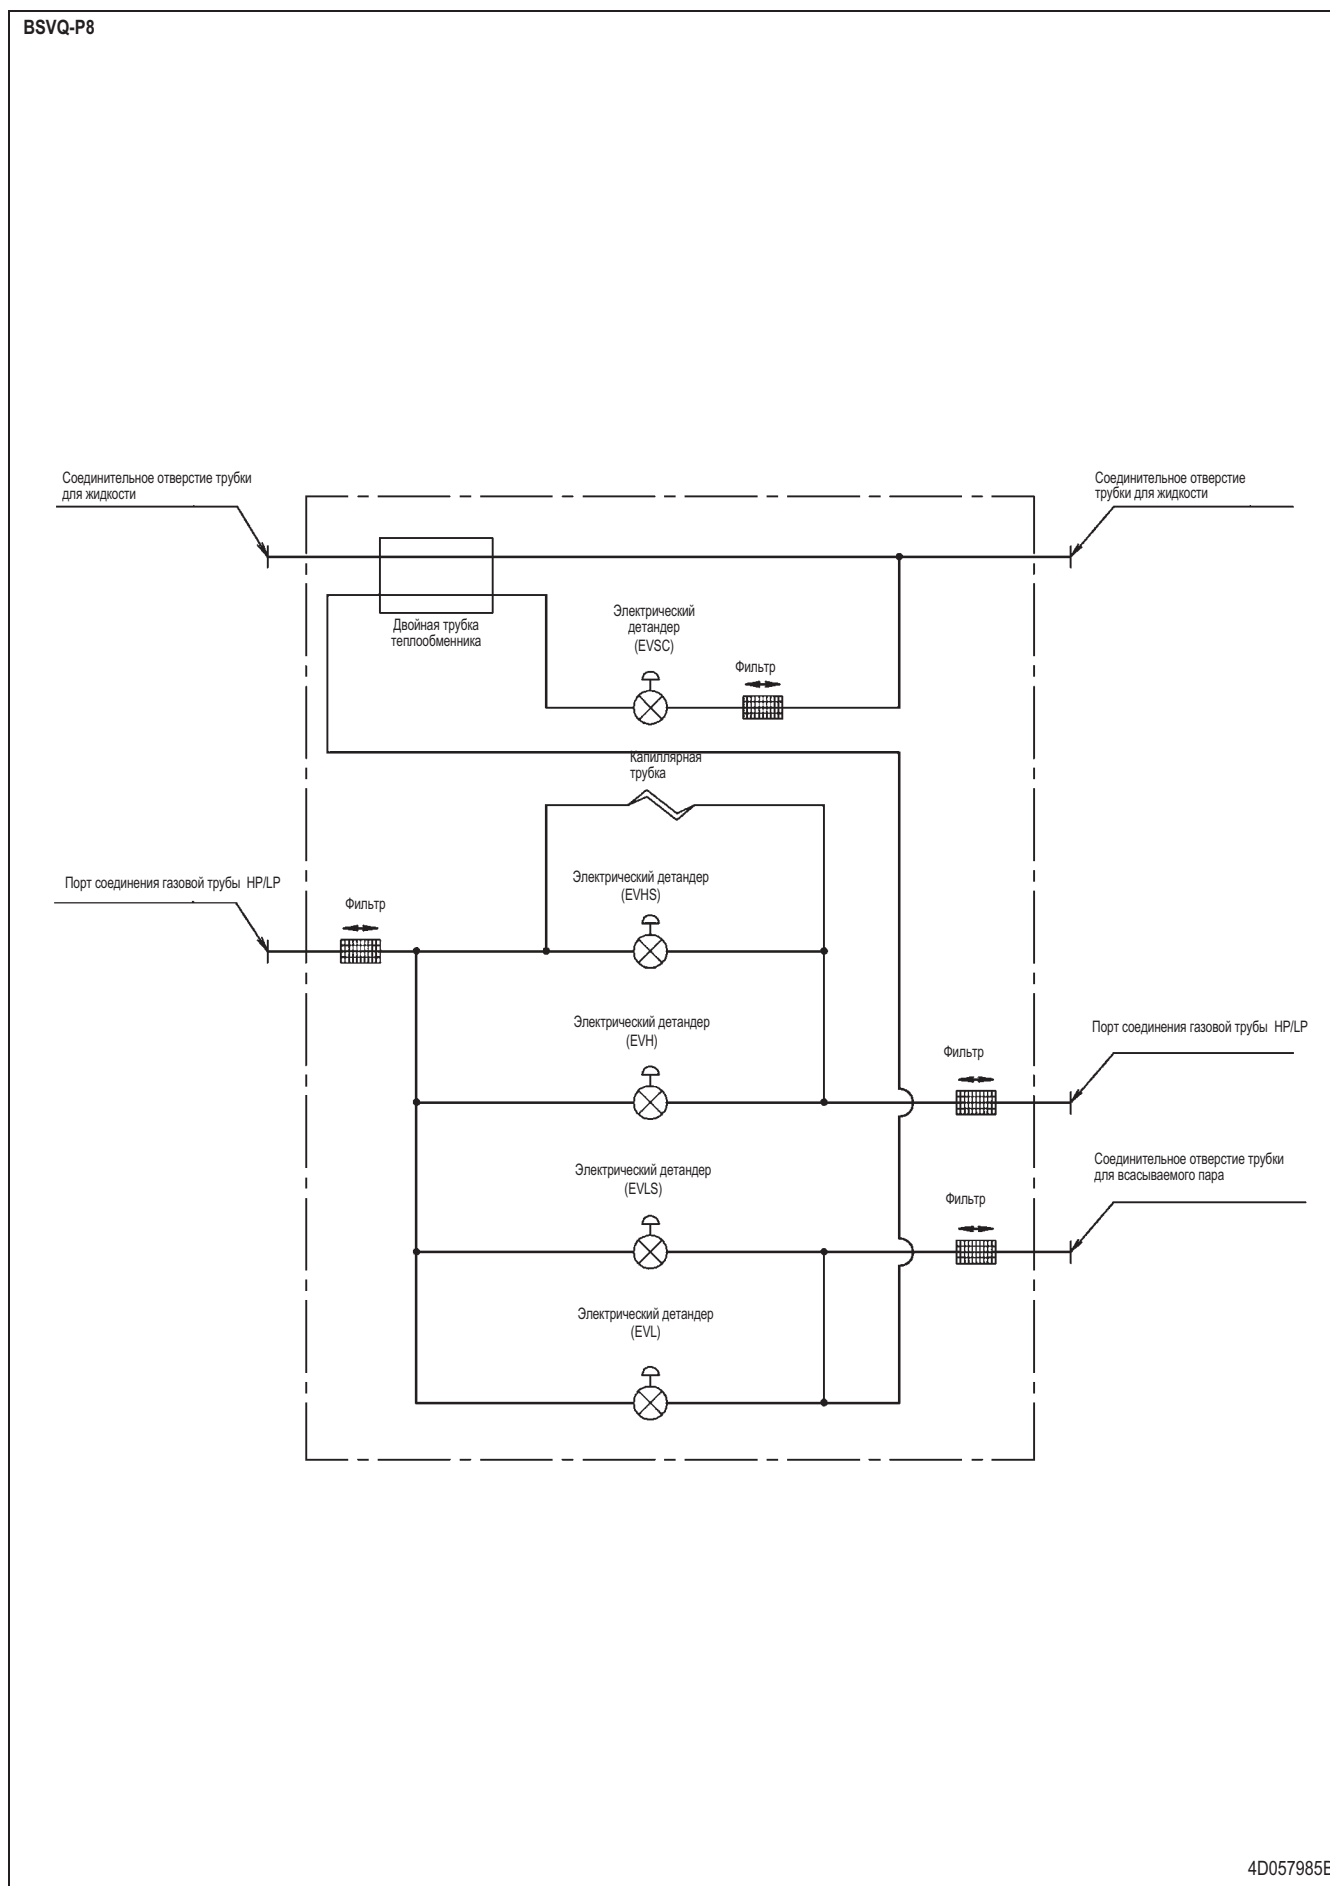 BSVQ-P8
Соединительное отверстие трубки
для жидкости
Соединительное отверстие
трубки для жидкости
Двойная трубка
теплообменника
Электрический
детандер
(EVSC)
Фильтр
Капиллярная
трубка
Порт соединения газовой трубы HP/LP
Фильтр
Электрический детандер
(EVHS)
Электрический детандер
(EVH)
Фильтр
Порт соединения газовой трубы HP/LP
Электрический детандер
(EVLS)
Фильтр
Соединительное отверстие трубки
для всасываемого пара
Электрический детандер
(EVL)
4D057985B